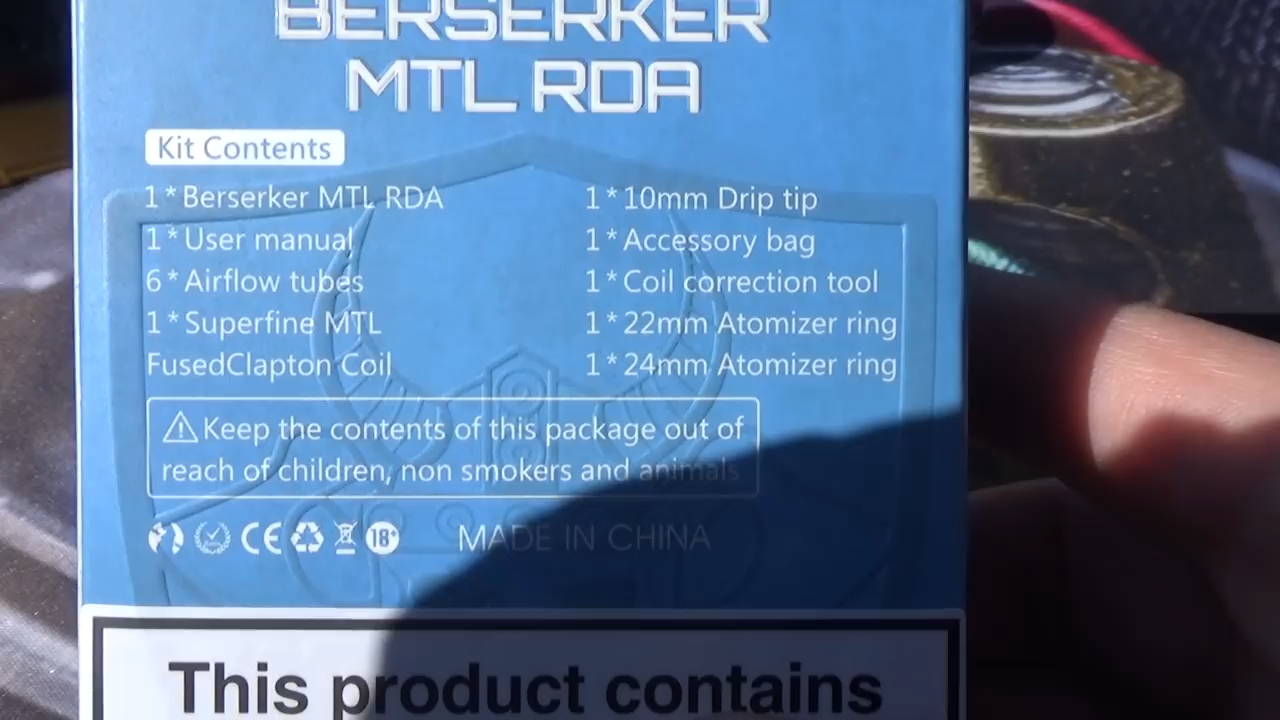 BERSERKER
MTL RDA
Kit Contents
1*Berserker MTL RDA
1*User manual
6*Airflow tubes
1*Superfine MTL
FusedClapton Coil
1*10mm Drip tip
1*Accessory bag
1*Coil correction tool
1*22mm Atomizer ring
1*24mm Atomizer ring
Keep the contents of this package out of
reach of children, non smokers and animals
CE 18+ MADE IN CHINA
This product contains